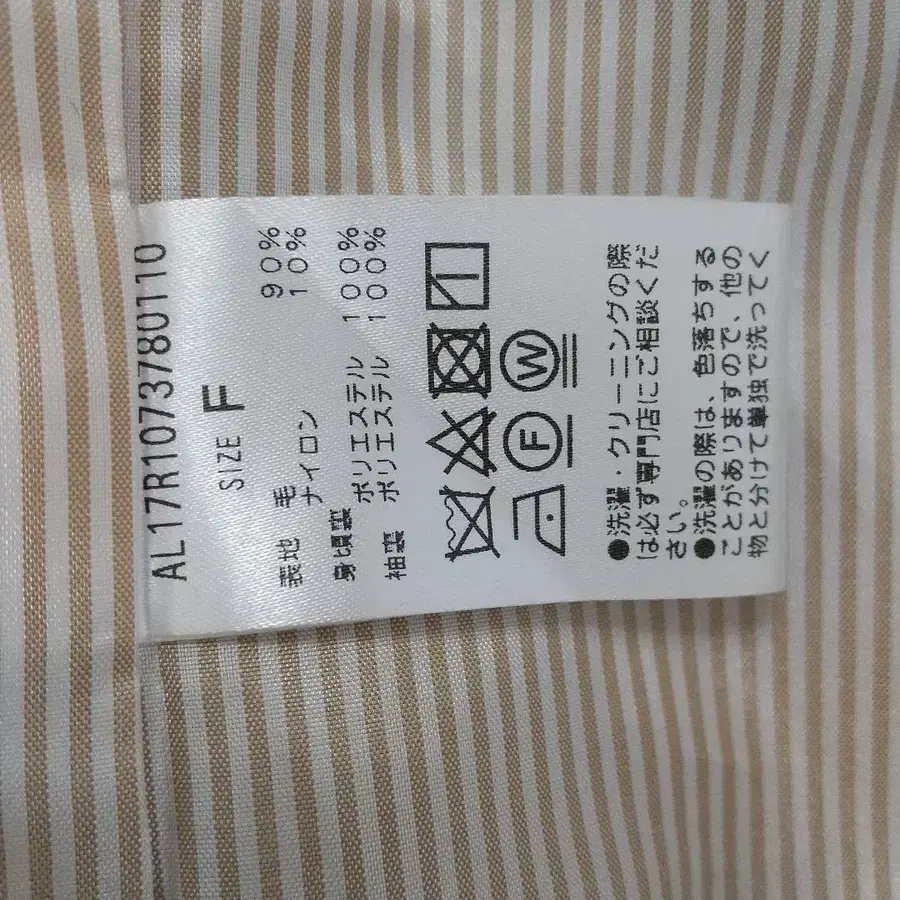 AL17R107378​0110
SIZE F
表地 毛 90%
ナイロン 10%
身頃裏 ポリエステル 100%
袖裏 ポリエステル 100%
F W
●洗濯・クリーニングの際
は必ず専門店にご相談くだ
さい。
●洗濯の際は、色落ちする
ことがありますので、他の
物と分けて単独で洗ってく